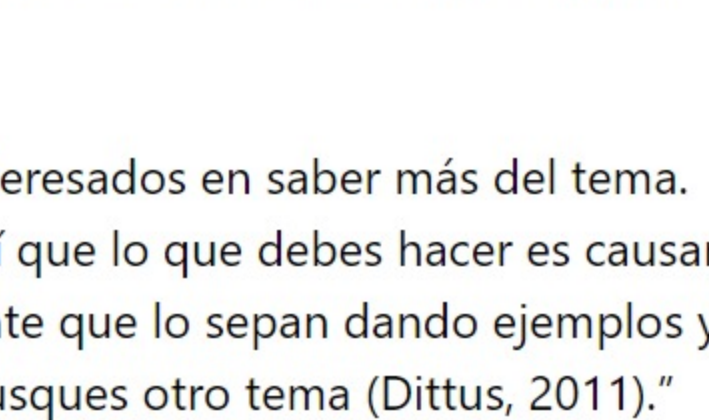 eresados en saber más del tema.
í que lo que debes hacer es causar
te que lo sepan dando ejemplos y
usques otro tema (Dittus, 2011).”